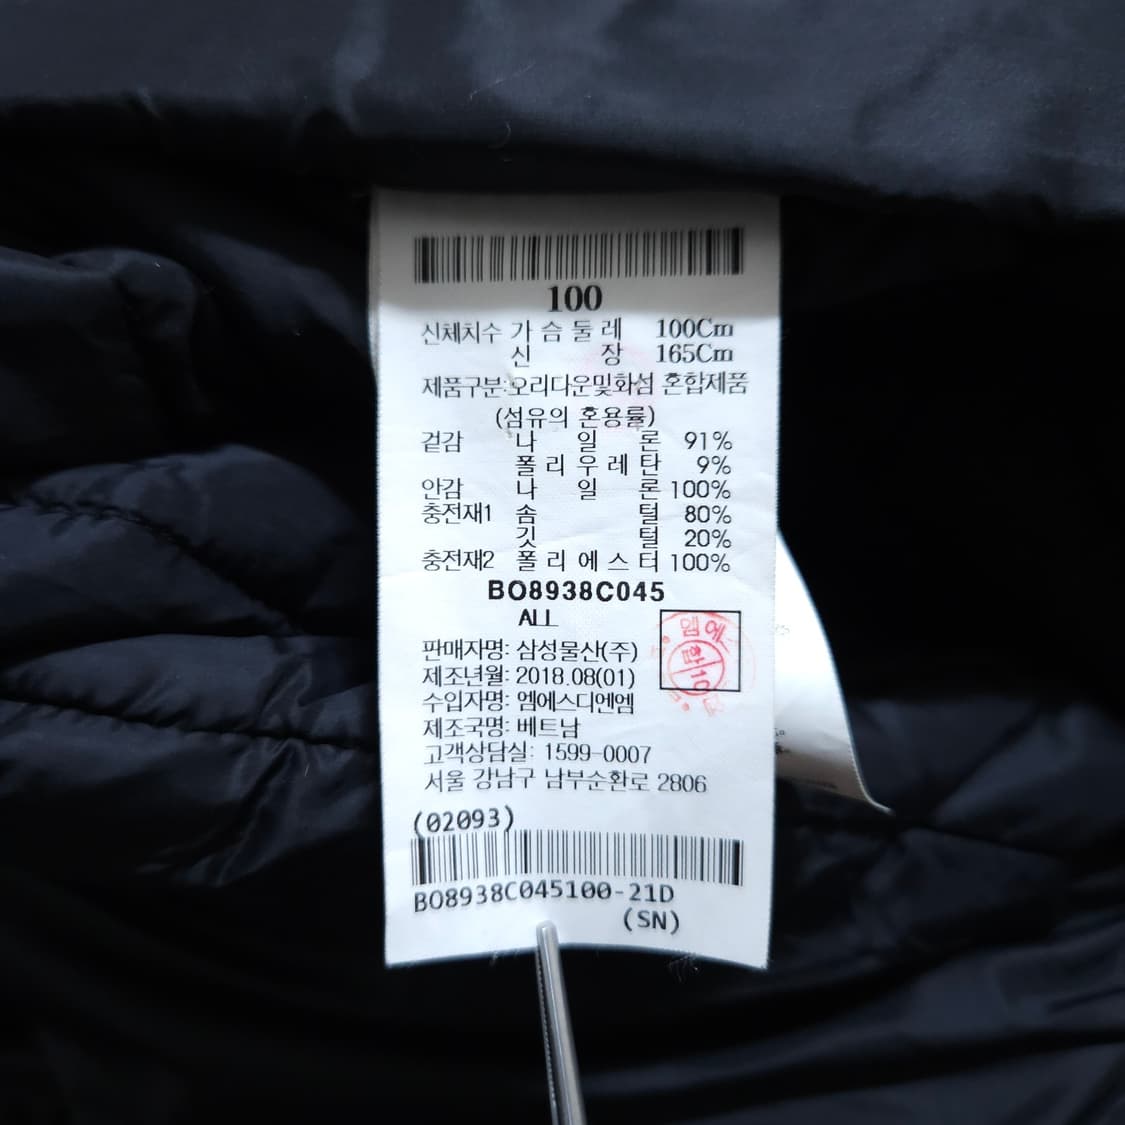 100
신체치수 가슴둘레 100Cm
신장 165Cm
제품구분:오리다운및화섬 혼합제품
(섬유의 혼용률)
겉감 나일론 91%
폴리우레탄 9%
안감 나일론 100%
충전재1 솜털 80%
깃털 20%
충전재2 폴리에스터 100%
BO8938C045
ALL
판매자명: 삼성물산(주)
제조년월: 2018.08(01)
수입자명: 엠에스디엔엠
제조국명: 베트남
고객상담실: 1599-0007
서울 강남구 남부순환로 2806
엠에
합10
(02093)
BO8938C045100-21D
(SN)